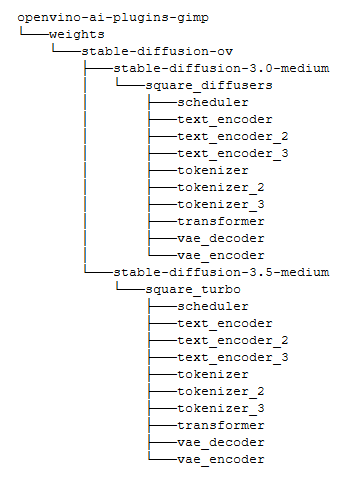 openvino-ai-plugins-gimp
└───weights
    └───stable-diffusion-ov
        ├───stable-diffusion-3.0-medium
        │   └───square_diffusers
        │       ├───scheduler
        │       ├───text_encoder
        │       ├───text_encoder_2
        │       ├───text_encoder_3
        │       ├───tokenizer
        │       ├───tokenizer_2
        │       ├───tokenizer_3
        │       ├───transformer
        │       ├───vae_decoder
        │       └───vae_encoder
        └───stable-diffusion-3.5-medium
            └───square_turbo
                ├───scheduler
                ├───text_encoder
                ├───text_encoder_2
                ├───text_encoder_3
                ├───tokenizer
                ├───tokenizer_2
                ├───tokenizer_3
                ├───transformer
                ├───vae_decoder
                └───vae_encoder